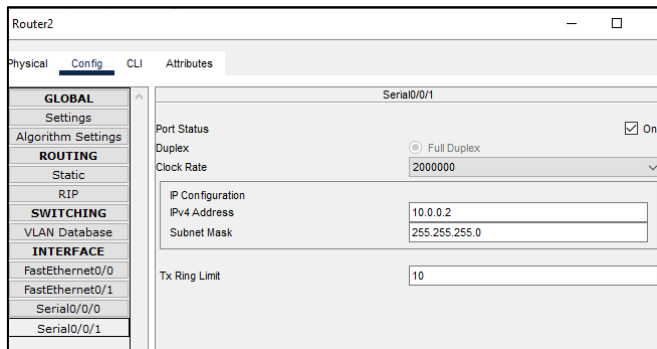 Router2
Physical Config CLI Attributes
GLOBAL
Settings
Algorithm Settings
ROUTING
Static
RIP
SWITCHING
VLAN Database
INTERFACE
FastEthernet0/0
FastEthernet0/1
Serial0/0/0
Serial0/0/1
Serial0/0/1
Port Status On
Duplex Full Duplex
Clock Rate 2000000
IP Configuration
IPv4 Address 10.0.0.2
Subnet Mask 255.255.255.0
Tx Ring Limit 10